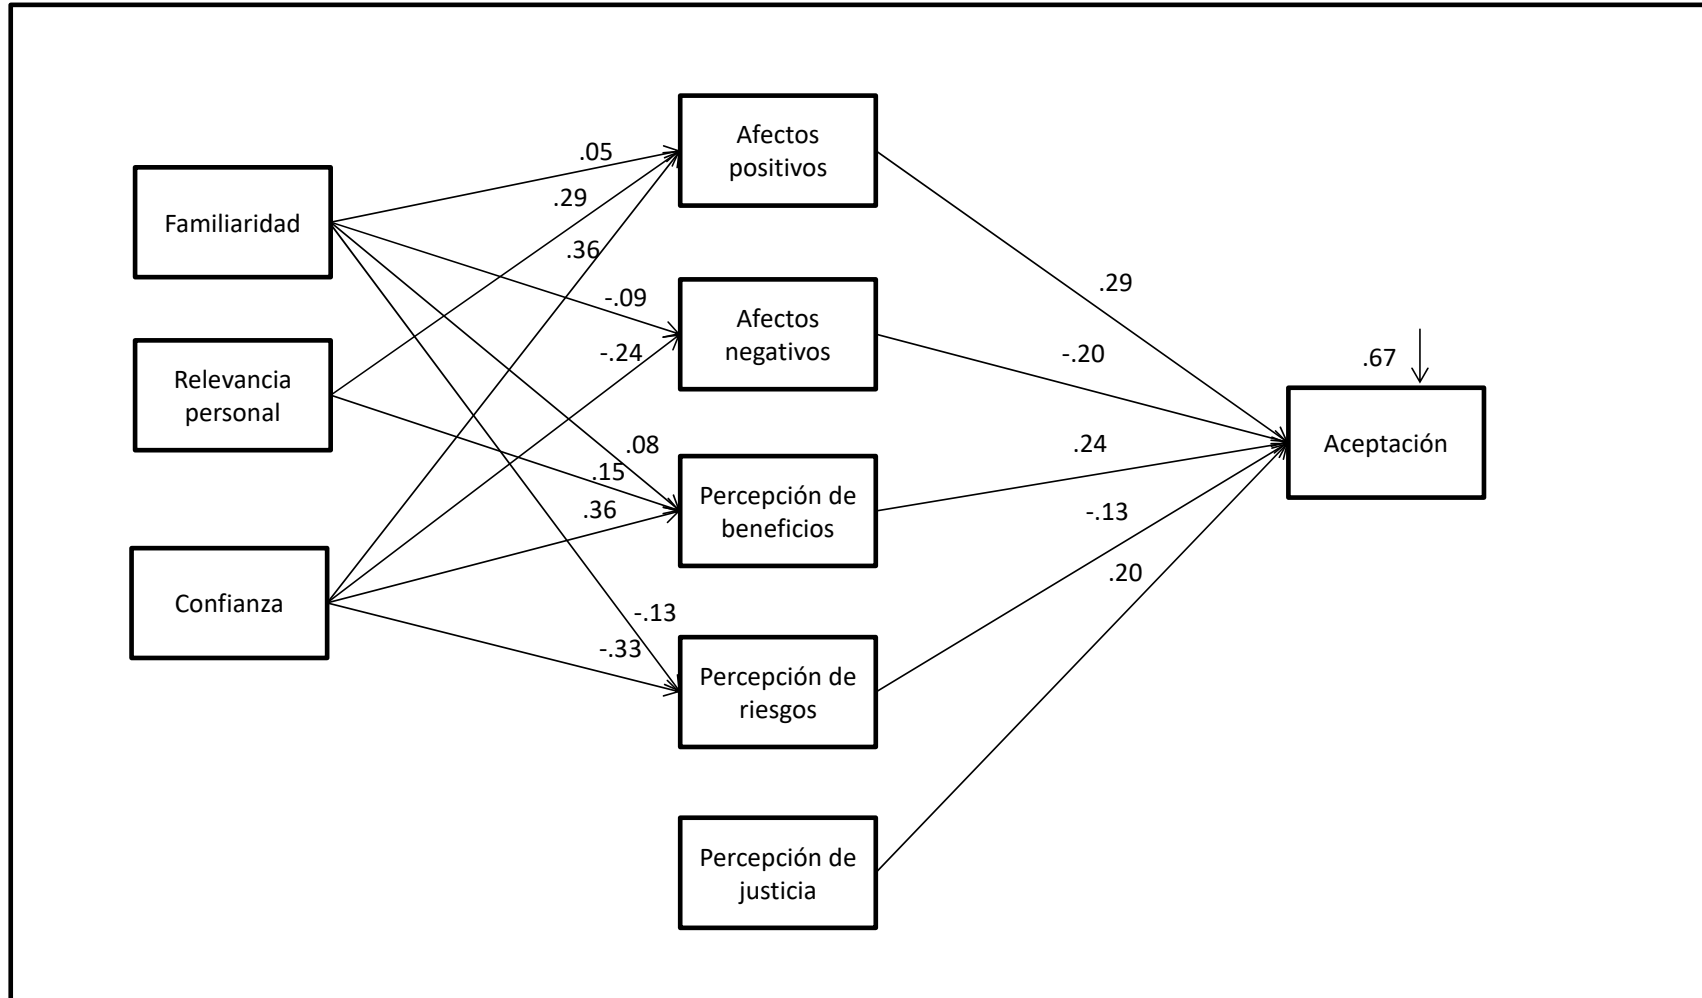 Afectos
positivos
.05
Familiaridad
.29
.36
.29
-.09
Afectos
negativos
-.24
-.20
.67
Relevancia
personal
.08
.15
.24
Aceptación
Percepción de
beneficios
.36
-.13
.20
Confianza
-.13
-.33
Percepción de
riesgos
Percepción de
justicia